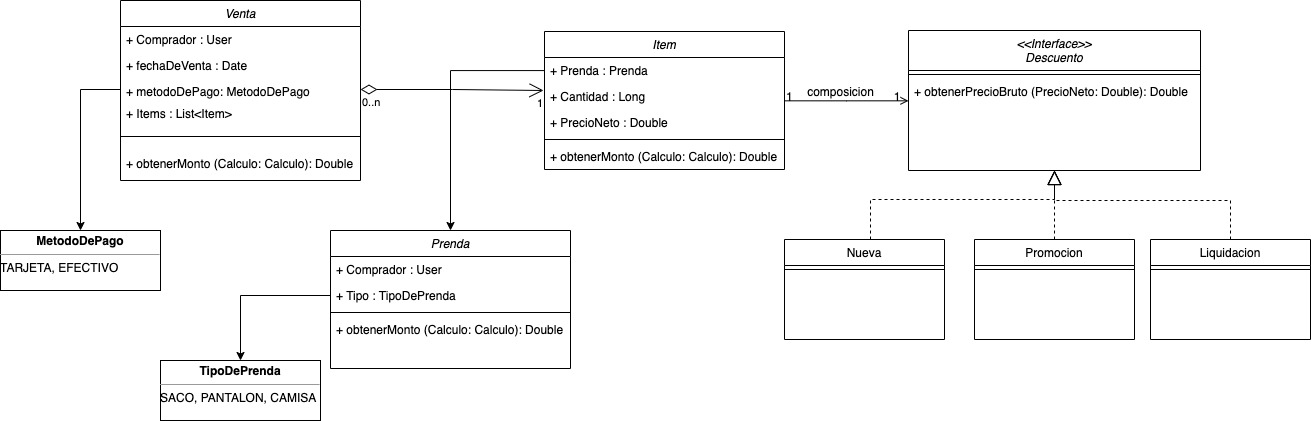 Venta
+ Comprador : User
+ fechaDeVenta : Date
+ metodoDePago: MetodoDePago
+ Items : List<Item>
+ obtenerMonto (Calculo: Calculo): Double
0..n
1
Item
+ Prenda : Prenda
+ Cantidad : Long
+ PrecioNeto : Double
+ obtenerMonto (Calculo: Calculo): Double
1
composicion
1
<<Interface>>
Descuento
+ obtenerPrecioBruto (PrecioNeto: Double): Double
MetodoDePago
TARJETA, EFECTIVO
Prenda
+ Comprador : User
+ Tipo : TipoDePrenda
+ obtenerMonto (Calculo: Calculo): Double
Nueva
Promocion
Liquidacion
TipoDePrenda
SACO, PANTALON, CAMISA